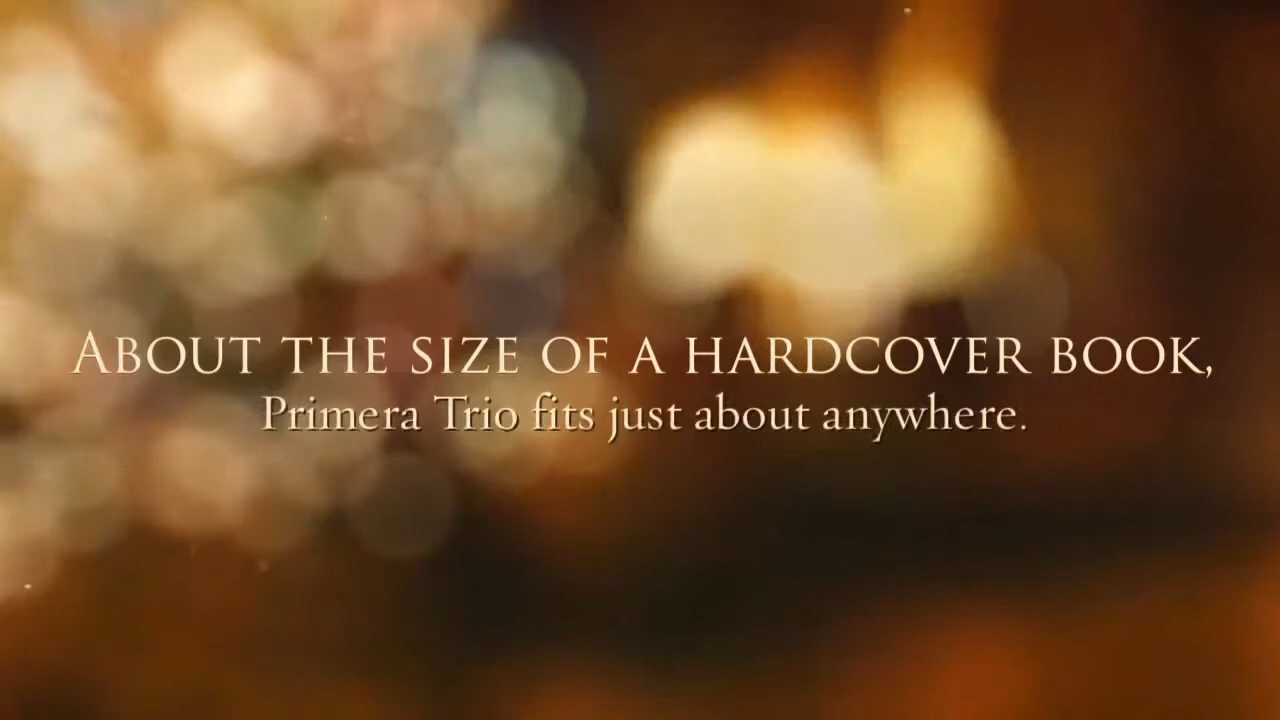 ABOUT THE SIZE OF A HARDCOVER BOOK,
Primera Trio fits just about anywhere.